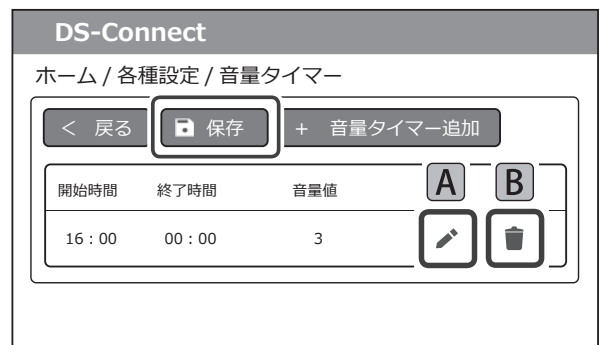 DS-Connect
ホーム / 各種設定 / 音量タイマー
< 戻る 保存 + 音量タイマー追加
A B
開始時間 終了時間 音量値
16：00 00：00 3